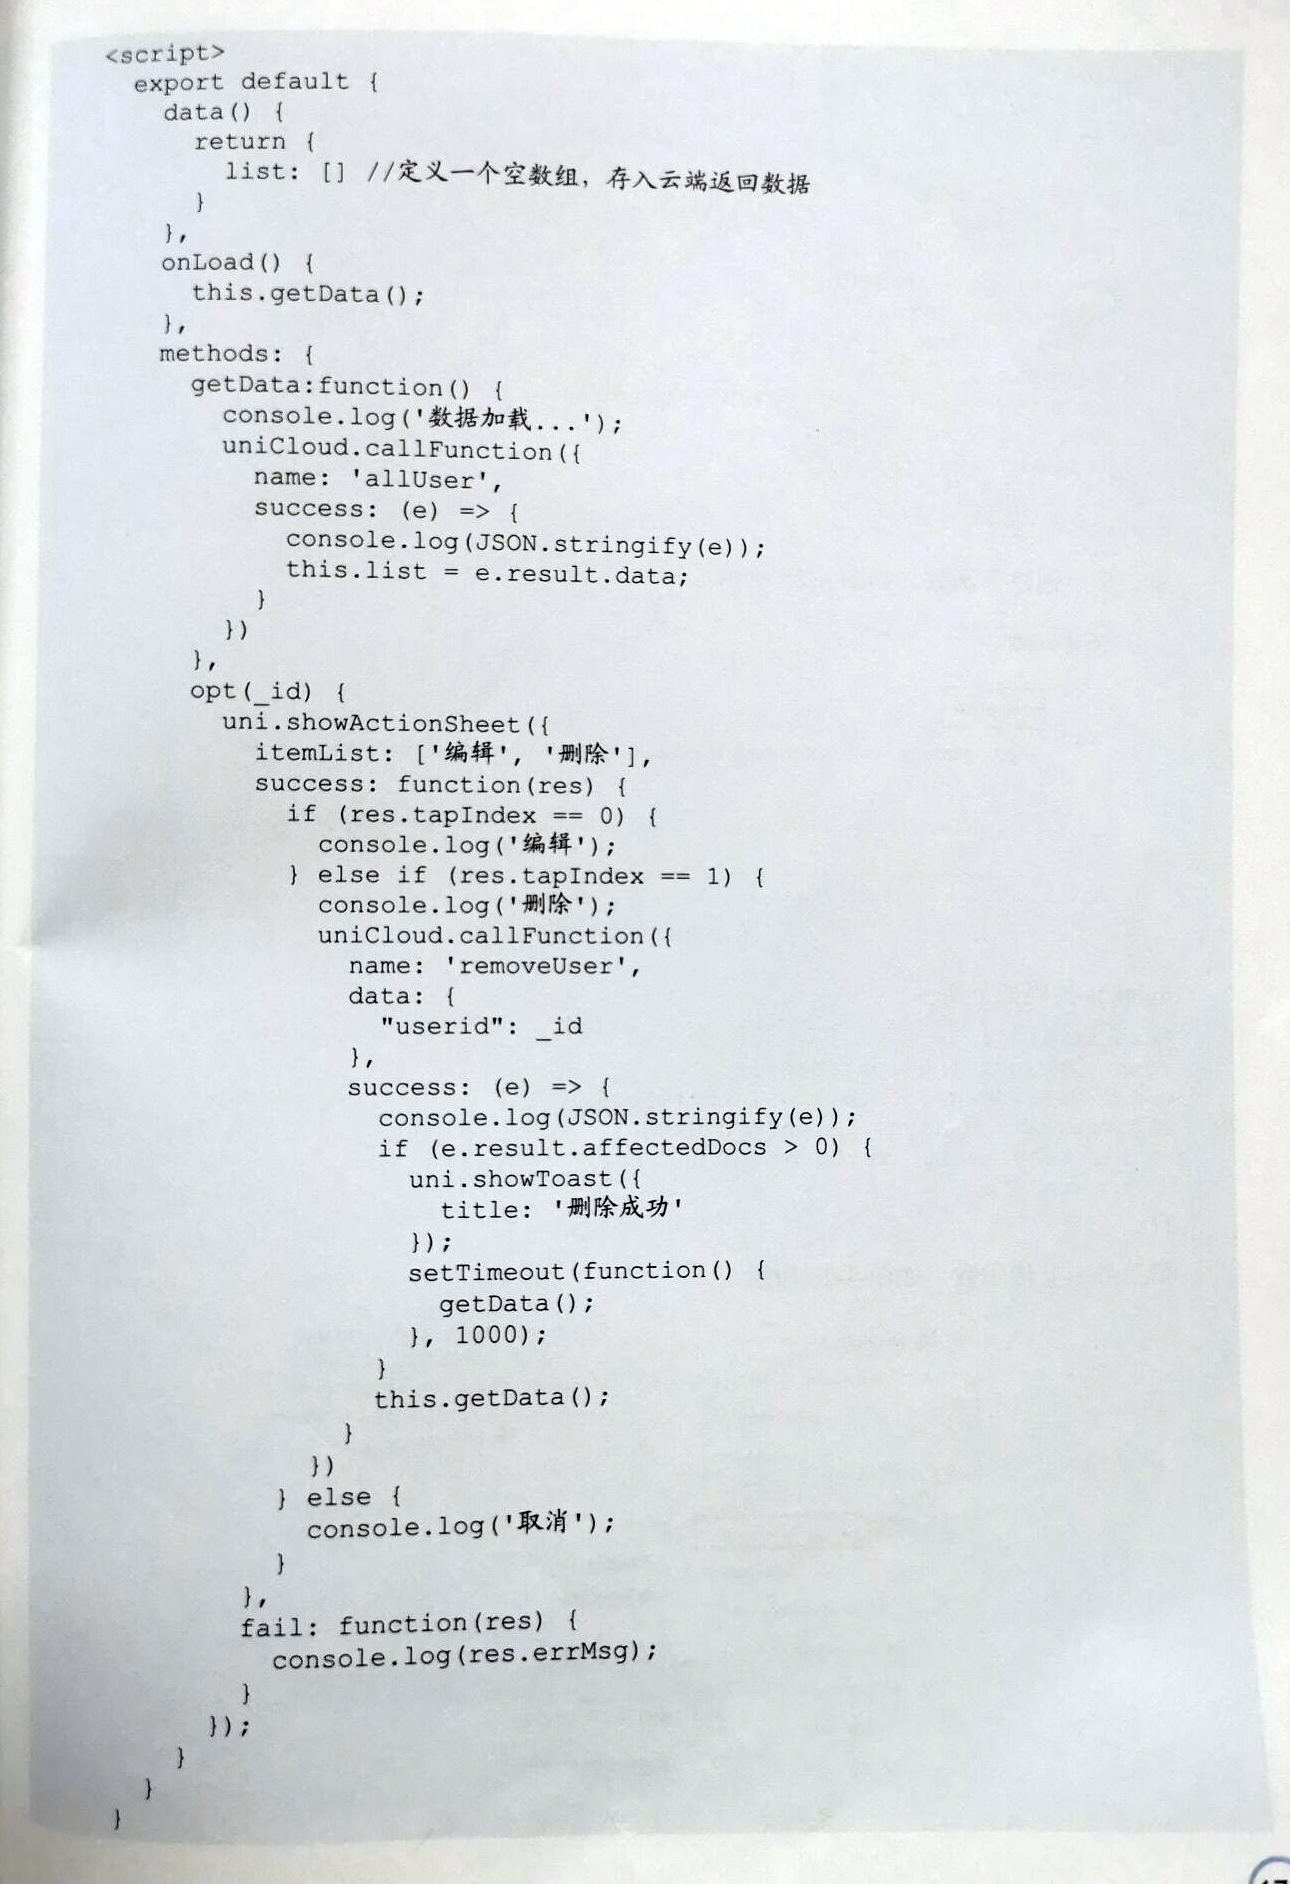 <script>
export default {
data() {
return {
list: [] //定义一个空数组，存入云端返回数据
}
},
onLoad() {
this.getData();
},
methods: {
getData:function() {
console.log('数据加载...');
uniCloud.callFunction({
name: 'allUser',
success: (e) => {
console.log(JSON.stringify(e));
this.list = e.result.data;
}
})
},
opt(_id) {
uni.showActionSheet({
itemList: ['编辑', '删除'],
success: function(res) {
if (res.tapIndex == 0) {
console.log('编辑');
} else if (res.tapIndex == 1) {
console.log('删除');
uniCloud.callFunction({
name: 'removeUser',
data: {
"userid": _id
},
success: (e) => {
console.log(JSON.stringify(e));
if (e.result.affectedDocs > 0) {
uni.showToast({
title: '删除成功'
});
setTimeout(function() {
getData();
}, 1000);
}
this.getData();
}
})
} else {
console.log('取消');
}
},
fail: function(res) {
console.log(res.errMsg);
}
});
}
}
}